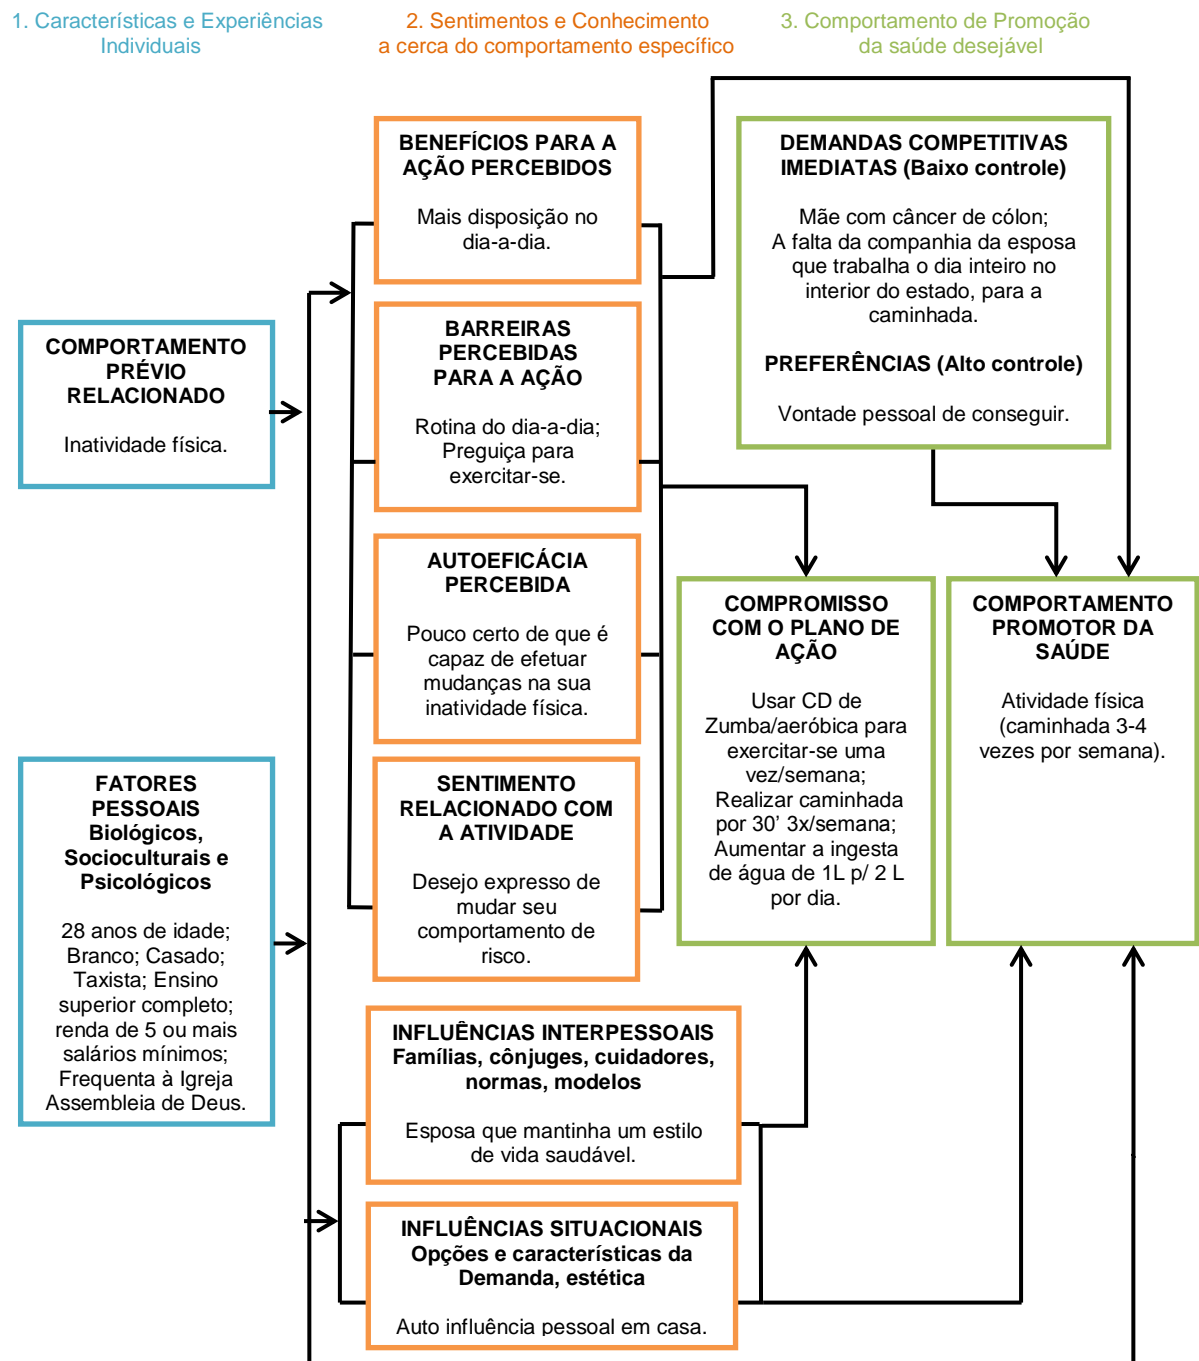 1. Características e Experiências
Individuais
2. Sentimentos e Conhecimento
a cerca do comportamento específico
3. Comportamento de Promoção
da saúde desejável
COMPORTAMENTO
PRÉVIO
RELACIONADO
Inatividade física.
FATORES
PESSOAIS
Biológicos,
Socioculturais e
Psicológicos
28 anos de idade;
Branco; Casado;
Taxista; Ensino
superior completo;
renda de 5 ou mais
salários mínimos;
Frequenta à Igreja
Assembleia de Deus.
BENEFÍCIOS PARA A
AÇÃO PERCEBIDOS
Mais disposição no
dia-a-dia.
BARREIRAS
PERCEBIDAS
PARA A AÇÃO
Rotina do dia-a-dia;
Preguiça para
exercitar-se.
AUTOEFICÁCIA
PERCEBIDA
Pouco certo de que é
capaz de efetuar
mudanças na sua
inatividade física.
SENTIMENTO
RELACIONADO COM
A ATIVIDADE
Desejo expresso de
mudar seu
comportamento de
risco.
INFLUÊNCIAS INTERPESSOAIS
Famílias, cônjuges, cuidadores,
normas, modelos
Esposa que mantinha um estilo
de vida saudável.
INFLUÊNCIAS SITUACIONAIS
Opções e características da
Demanda, estética
Auto influência pessoal em casa.
DEMANDAS COMPETITIVAS
IMEDIATAS (Baixo controle)
Mãe com câncer de cólon;
A falta da companhia da esposa
que trabalha o dia inteiro no
interior do estado, para a
caminhada.
PREFERÊNCIAS (Alto controle)
Vontade pessoal de conseguir.
COMPROMISSO
COM O PLANO DE
AÇÃO
Usar CD de
Zumba/aeróbica para
exercitar-se uma
vez/semana;
Realizar caminhada
por 30’ 3x/semana;
Aumentar a ingesta
de água de 1L p/ 2 L
por dia.
COMPORTAMENTO
PROMOTOR DA
SAÚDE
Atividade física
(caminhada 3-4
vezes por semana).